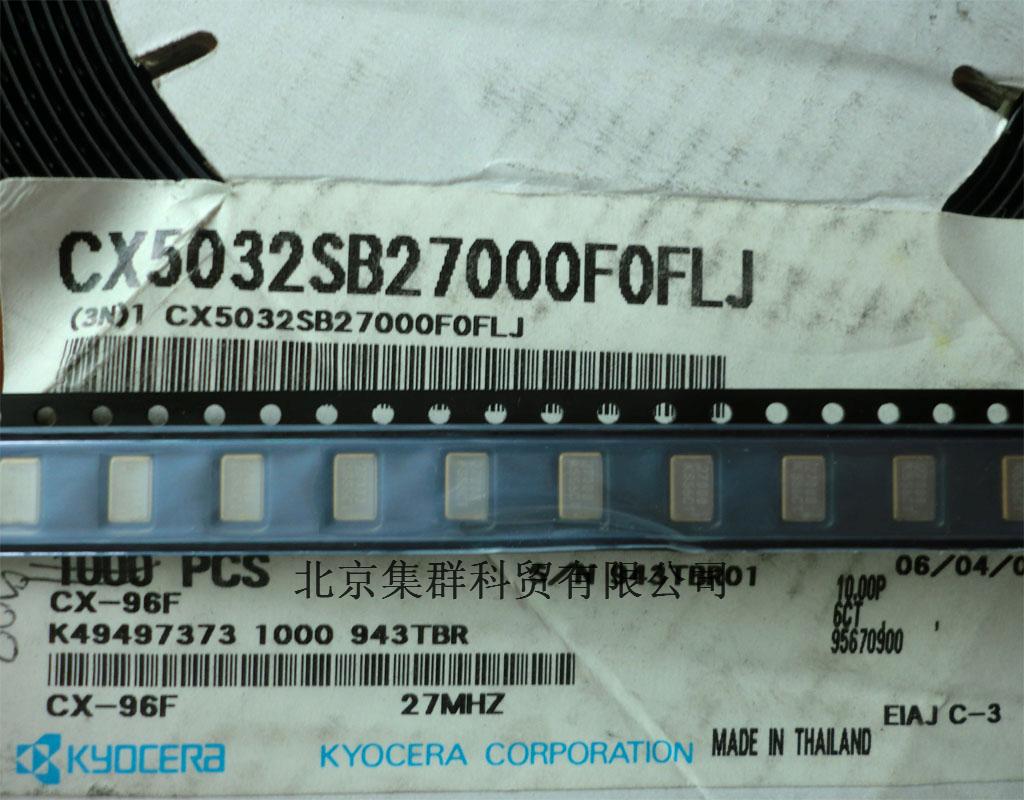 CX5032SB27000F0FLJ
(3N)1 CX5032SB27000F0FLJ
1000 PCS
北京集群科贸有限公司
943TBR01
06/04/0
CX-96F
10.00P
6CT
K49497373 1000 943TBR
95670900
CX-96F 27MHZ
EIAJ C-3
KYOCERA KYOCERA CORPORATION MADE IN THAILAND